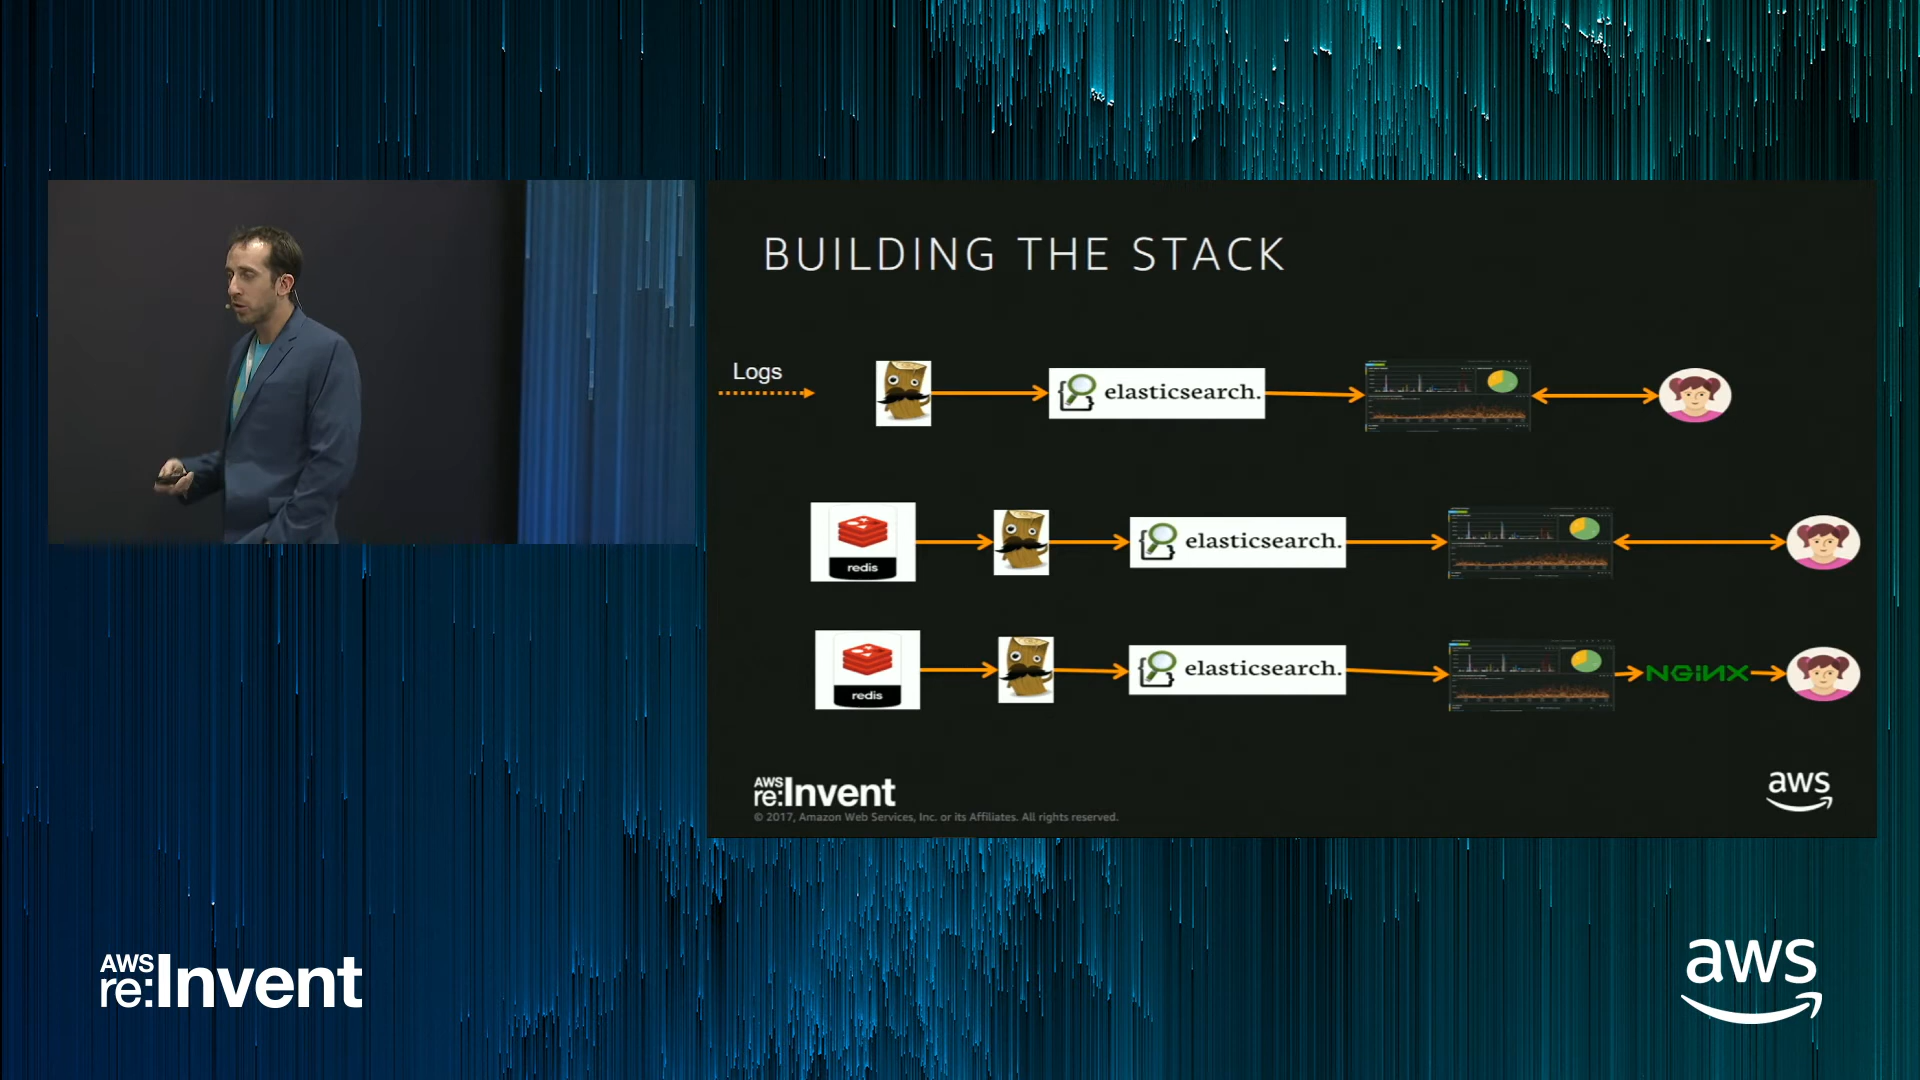 BUILDING THE STACK
Logs
elasticsearch.
redis
elasticsearch.
redis
elasticsearch.
NGiNX
AWS
re:Invent
© 2017, Amazon Web Services, Inc. or its Affiliates. All rights reserved.
aws
AWS
re:Invent
aws